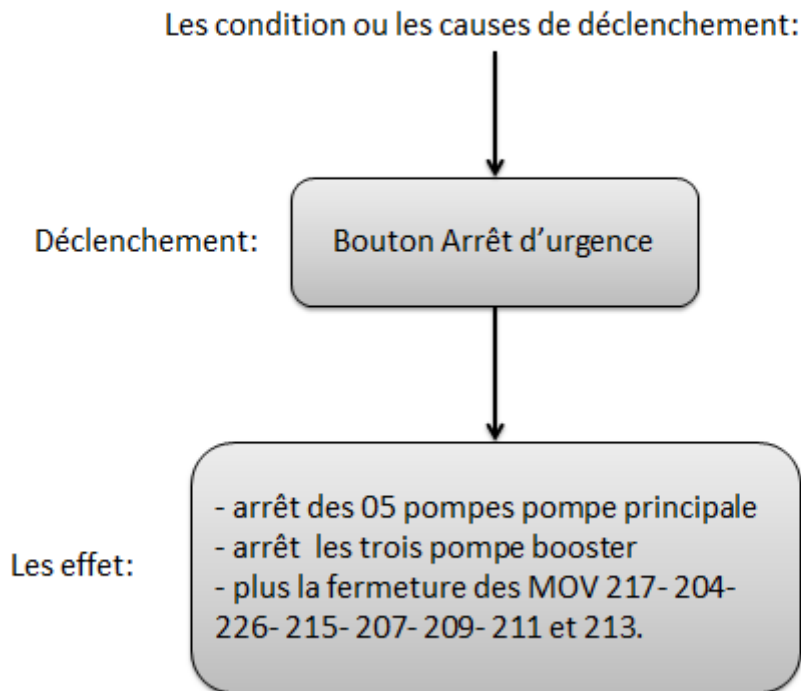 Les condition ou les causes de déclenchement:
Déclenchement:
Bouton Arrêt d’urgence
Les effet:
- arrêt des 05 pompes pompe principale
- arrêt les trois pompe booster
- plus la fermeture des MOV 217- 204-
226- 215- 207- 209- 211 et 213.